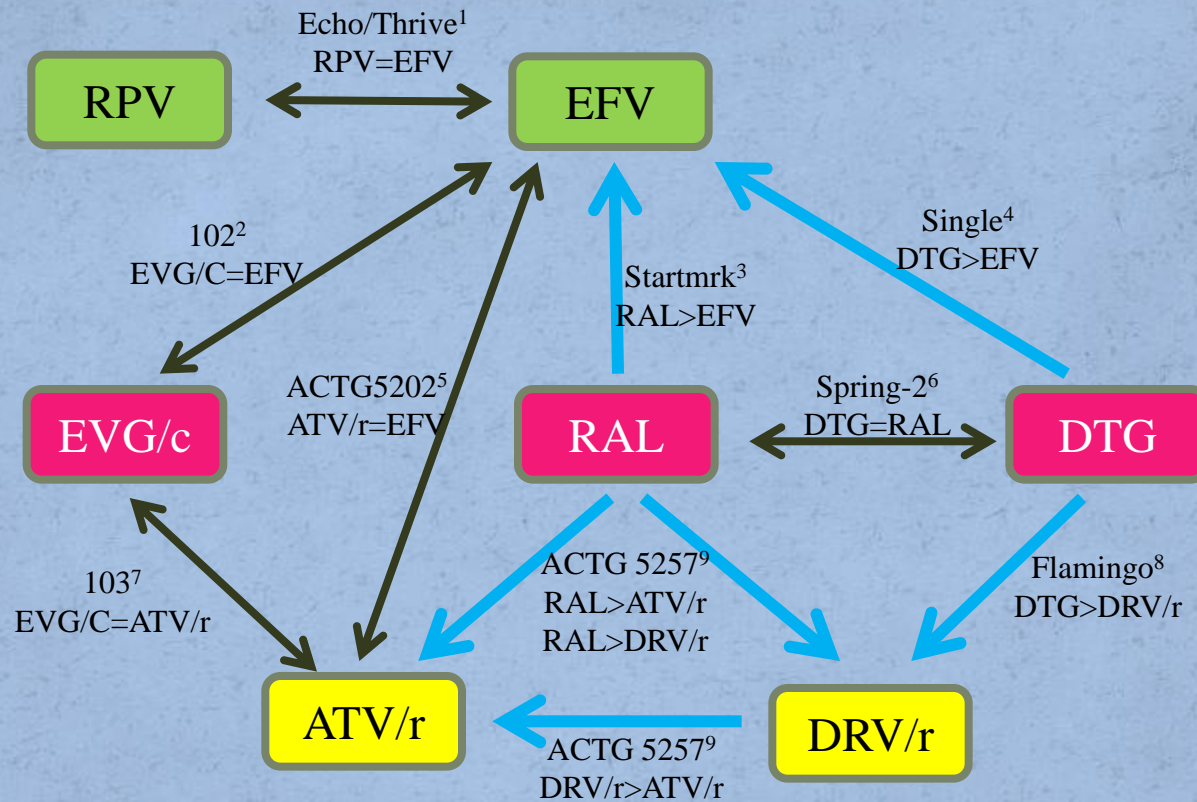 Echo/Thrive¹
RPV=EFV
RPV
EFV
102²
EVG/C=EFV
Startmrk³
RAL>EFV
Single⁴
DTG>EFV
ACTG5202⁵
ATV/r=EFV
Spring-2⁶
DTG=RAL
EVG/c
RAL
DTG
103⁷
EVG/C=ATV/r
ACTG 5257⁹
RAL>ATV/r
RAL>DRV/r
Flamingo⁸
DTG>DRV/r
ATV/r
DRV/r
ACTG 5257⁹
DRV/r>ATV/r